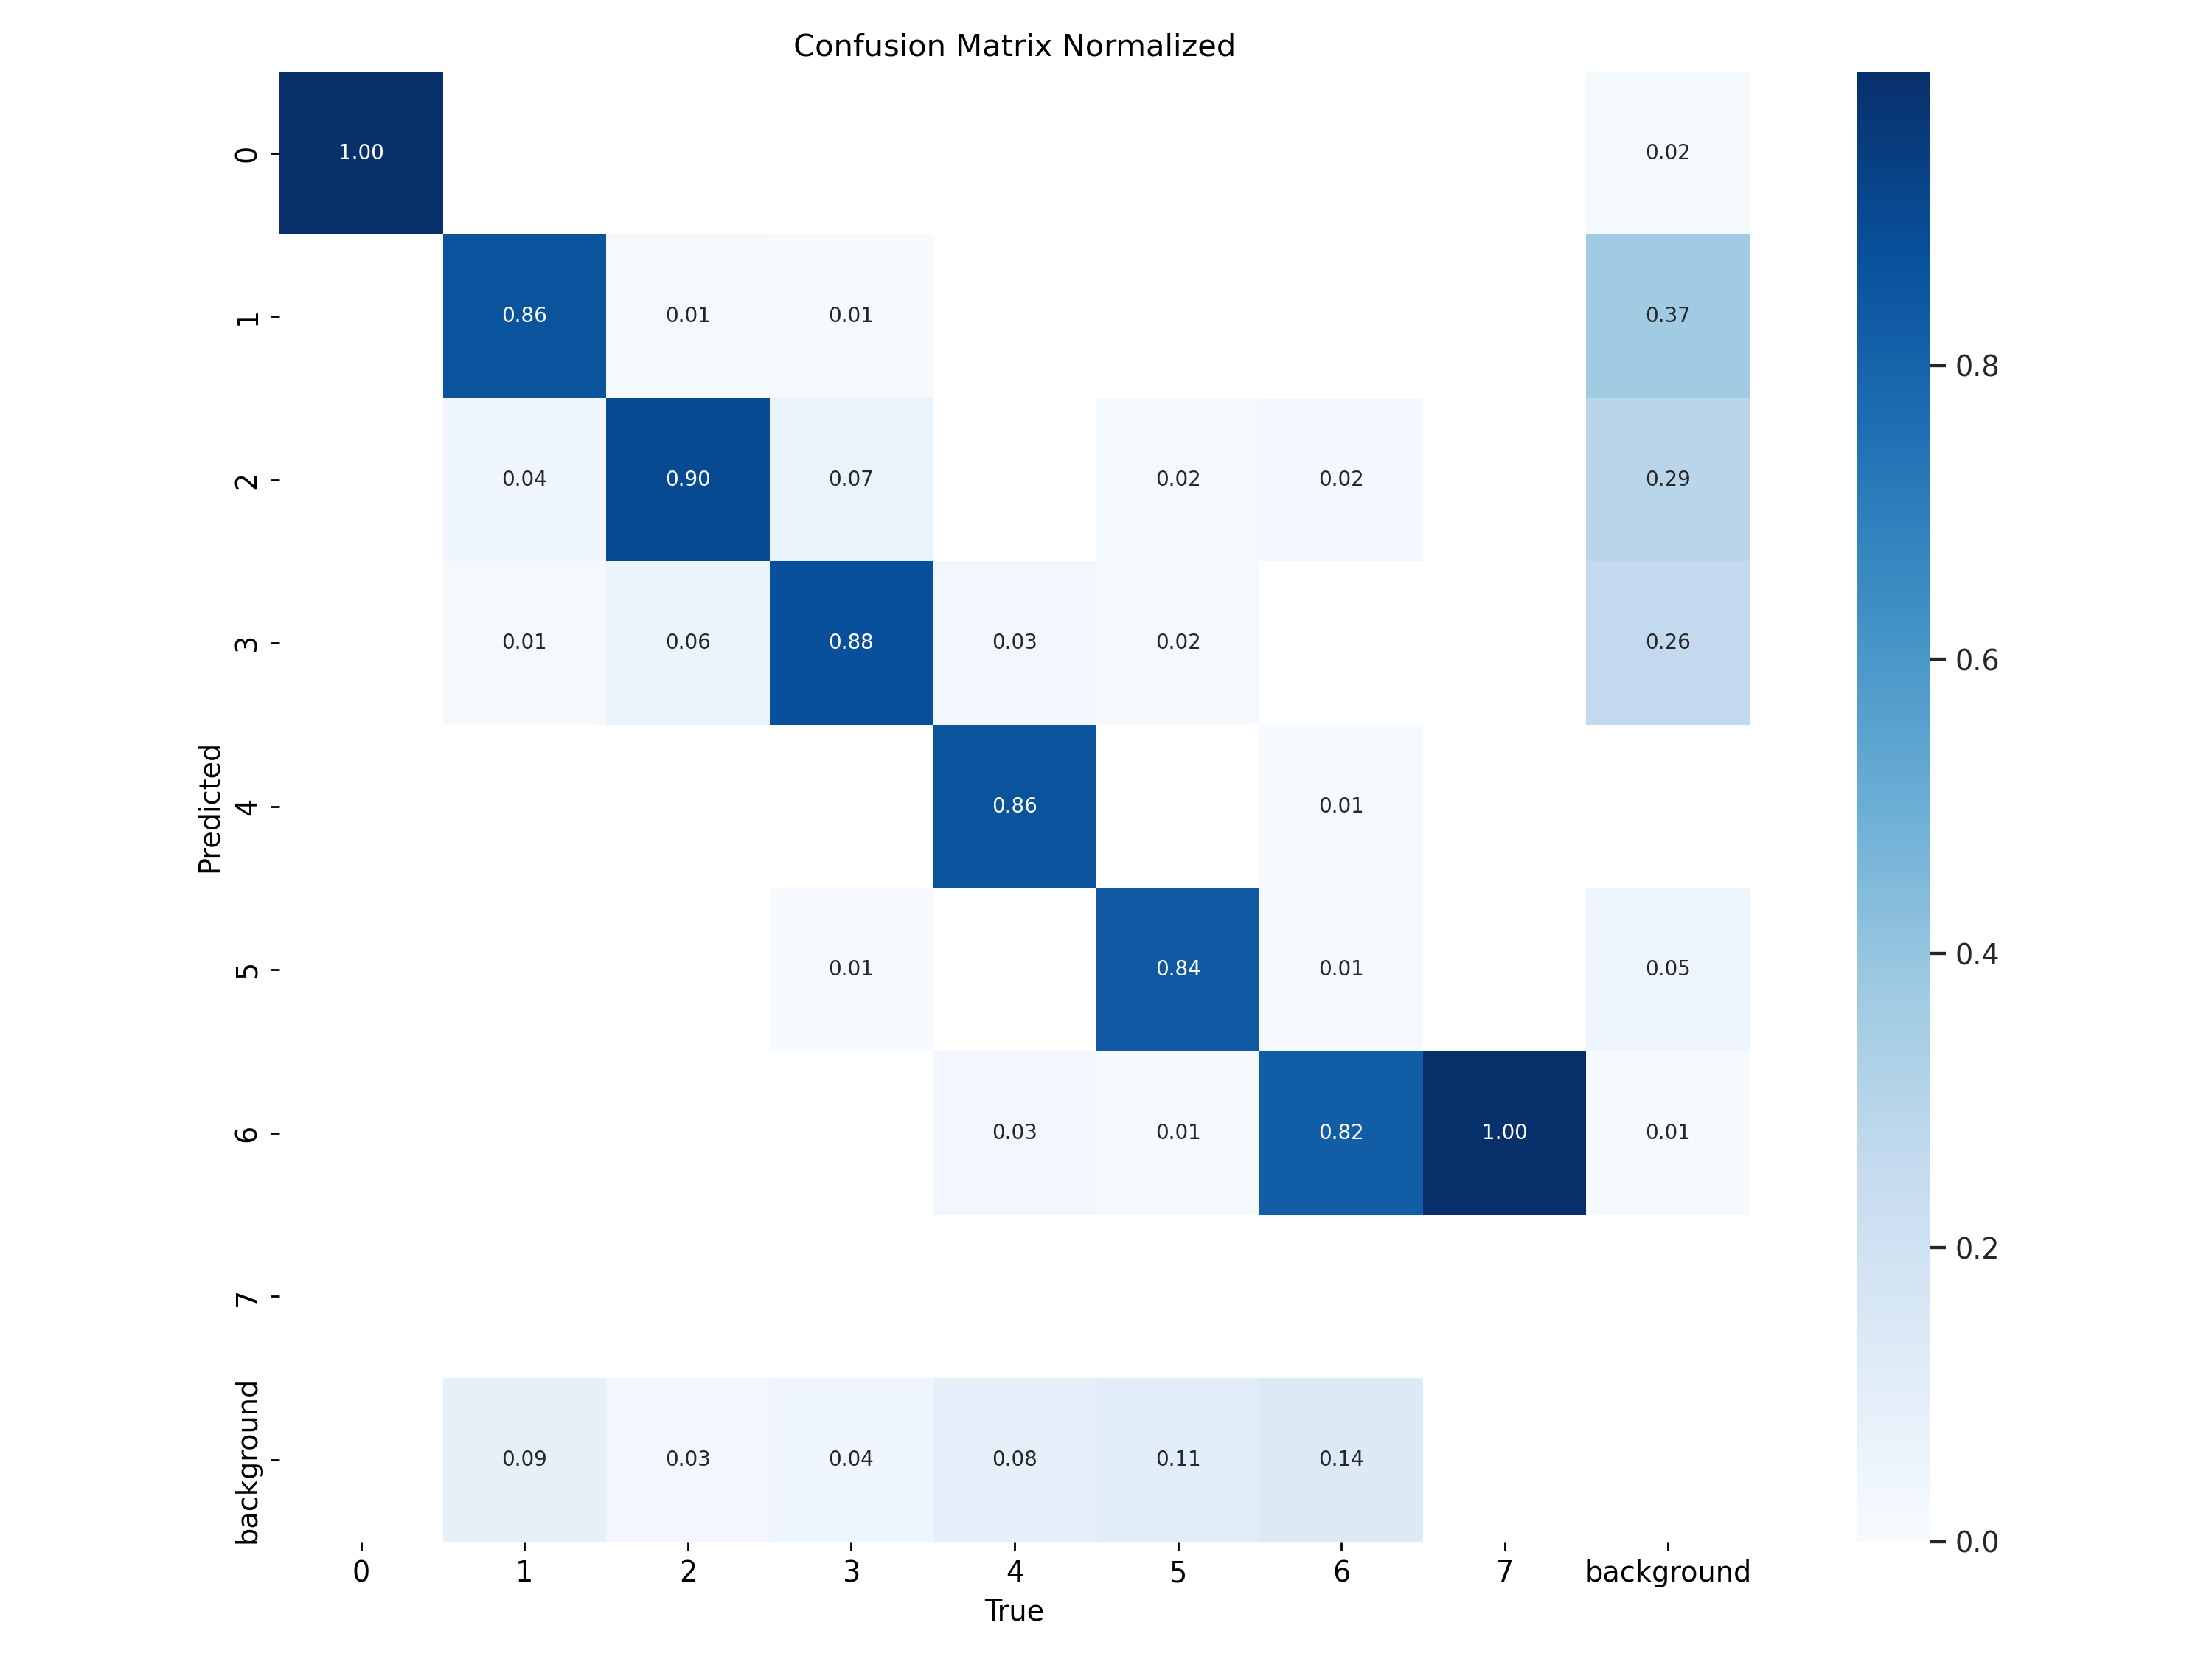 Confusion Matrix Normalized
0 1.00 0.02
1 0.86 0.01 0.01 0.37
2 0.04 0.90 0.07 0.02 0.02 0.29
3 0.01 0.06 0.88 0.03 0.02 0.26
4 0.86 0.01
5 0.01 0.84 0.01 0.05
6 0.03 0.01 0.82 1.00 0.01
7
background 0.09 0.03 0.04 0.08 0.11 0.14
Predicted
0 1 2 3 4 5 6 7 background
True
0.8
0.6
0.4
0.2
0.0